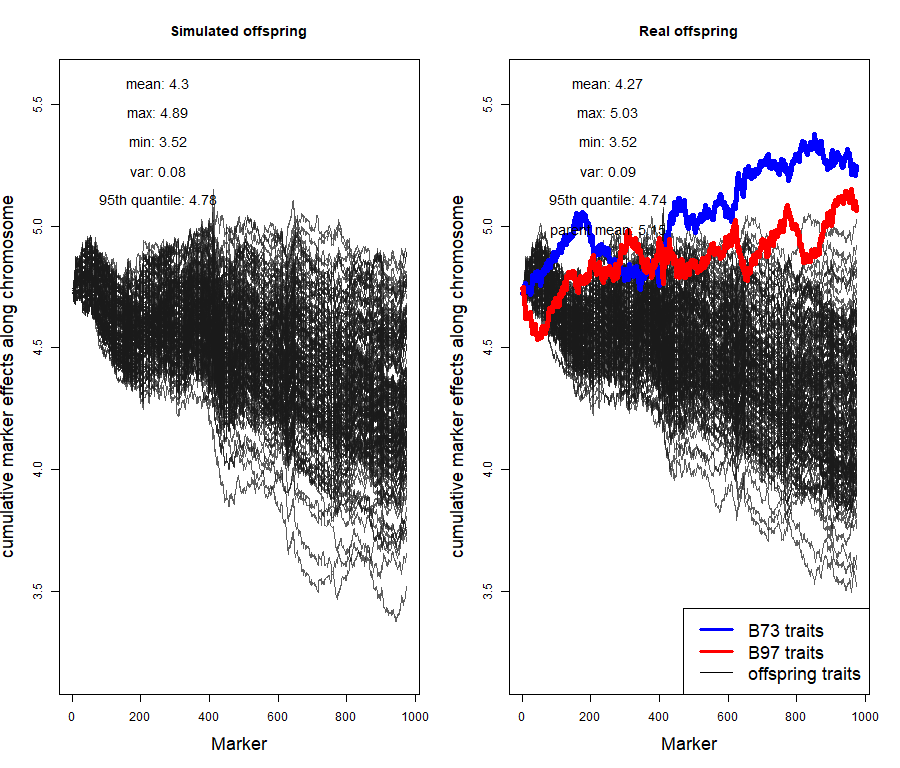 Simulated offspring
mean: 4.3
max: 4.89
min: 3.52
var: 0.08
95th quantile: 4.78
cumulative marker effects along chromosome
5.5
5.0
4.5
4.0
3.5
0 200 400 600 800 1000
Marker
Real offspring
mean: 4.27
max: 5.03
min: 3.52
var: 0.09
95th quantile: 4.74
parent mean: 5.15
cumulative marker effects along chromosome
5.5
5.0
4.5
4.0
3.5
B73 traits
B97 traits
offspring traits
0 200 400 600 800 1000
Marker